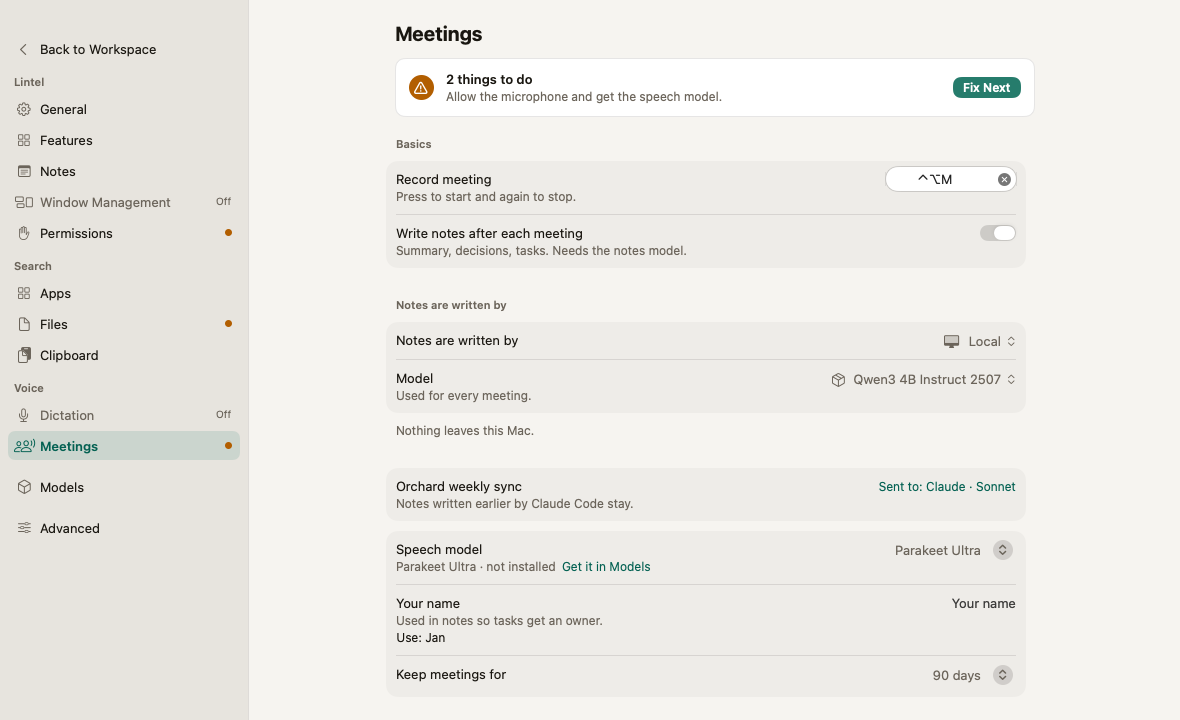 Back to Workspace
Lintel
General
Features
Notes
Window Management Off
Permissions
Search
Apps
Files
Clipboard
Voice
Dictation Off
Meetings
Models
Advanced
Meetings
2 things to do
Allow the microphone and get the speech model.
Fix Next
Basics
Record meeting
Press to start and again to stop.
⌃⌥M
Write notes after each meeting
Summary, decisions, tasks. Needs the notes model.
Notes are written by
Notes are written by
Local
Model
Used for every meeting.
Qwen3 4B Instruct 2507
Nothing leaves this Mac.
Orchard weekly sync
Notes written earlier by Claude Code stay.
Sent to: Claude · Sonnet
Speech model
Parakeet Ultra · not installed Get it in Models
Parakeet Ultra
Your name
Used in notes so tasks get an owner.
Use: Jan
Your name
Keep meetings for
90 days